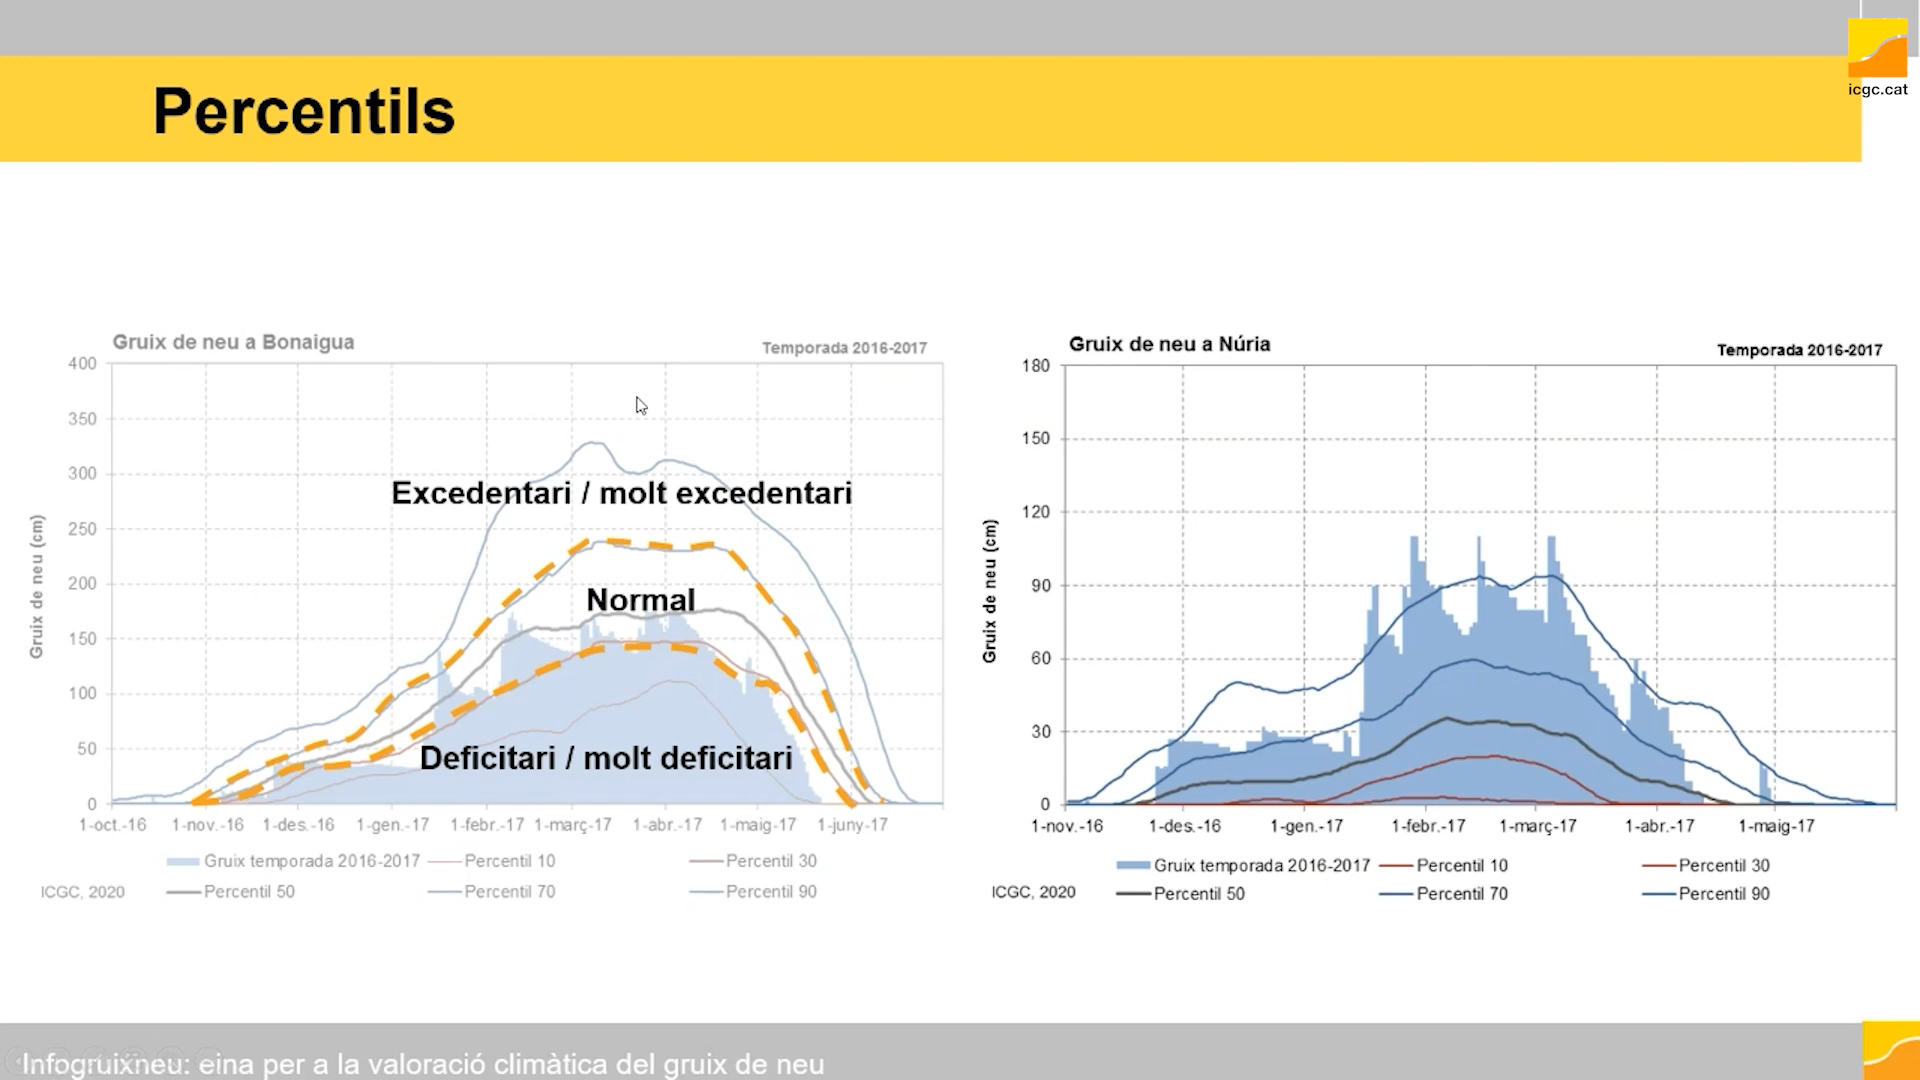 icgc.cat
Percentils
Gruix de neu a Bonaigua
Temporada 2016-2017
400
350
300
250
200
150
100
50
0
Gruix de neu (cm)
Excedentari / molt excedentari
Normal
Deficitari / molt deficitari
1-oct.-16 1-nov.-16 1-des.-16 1-gen.-17 1-febr.-17 1-març-17 1-abr.-17 1-maig-17 1-juny-17
Gruix temporada 2016-2017 Percentil 10 Percentil 30
ICGC, 2020 Percentil 50 Percentil 70 Percentil 90
Gruix de neu a Núria
Temporada 2016-2017
180
150
120
90
60
30
0
Gruix de neu (cm)
1-nov.-16 1-des.-16 1-gen.-17 1-febr.-17 1-març-17 1-abr.-17 1-maig-17
Gruix temporada 2016-2017 Percentil 10 Percentil 30
ICGC, 2020 Percentil 50 Percentil 70 Percentil 90
Infogruixneu: eina per a la valoració climàtica del gruix de neu